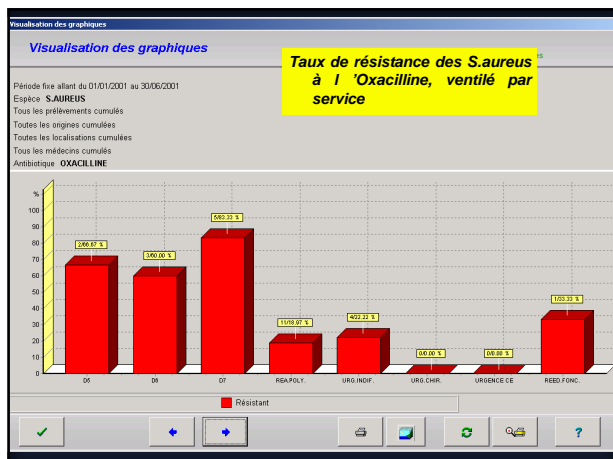 Visualisation des graphiques
Visualisation des graphiques
Taux de résistance des S.aureus
à l 'Oxacilline, ventilé par
service
Période fixe allant du 01/01/2001 au 30/06/2001
Espèce S.AUREUS
Tous les prélèvements cumulés
Toutes les origines cumulées
Toutes les localisations cumulées
Tous les médecins cumulés
Antibiotique OXACILLINE
%
100
90
80
70
60
50
40
30
20
10
0
2/66,67 %
3/60,00 %
5/83,33 %
11/18,97 %
4/22,22 %
0/0.00 %
0/0.00 %
1/33.33 %
D5
D6
D7
REA.POLY.
URG.INDIF.
URG.CHIR.
URGENCE CE
REED.FONC.
Résistant
?